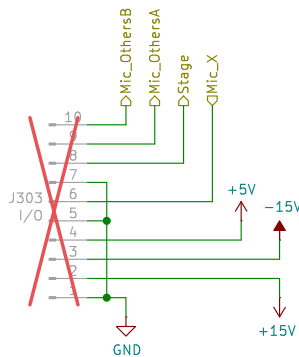 Mic_OthersB
Mic_OthersA
Stage
Mic_X
10
9
8
7
J303
I/O
6
5
4
3
2
1
+5V
-15V
+15V
GND